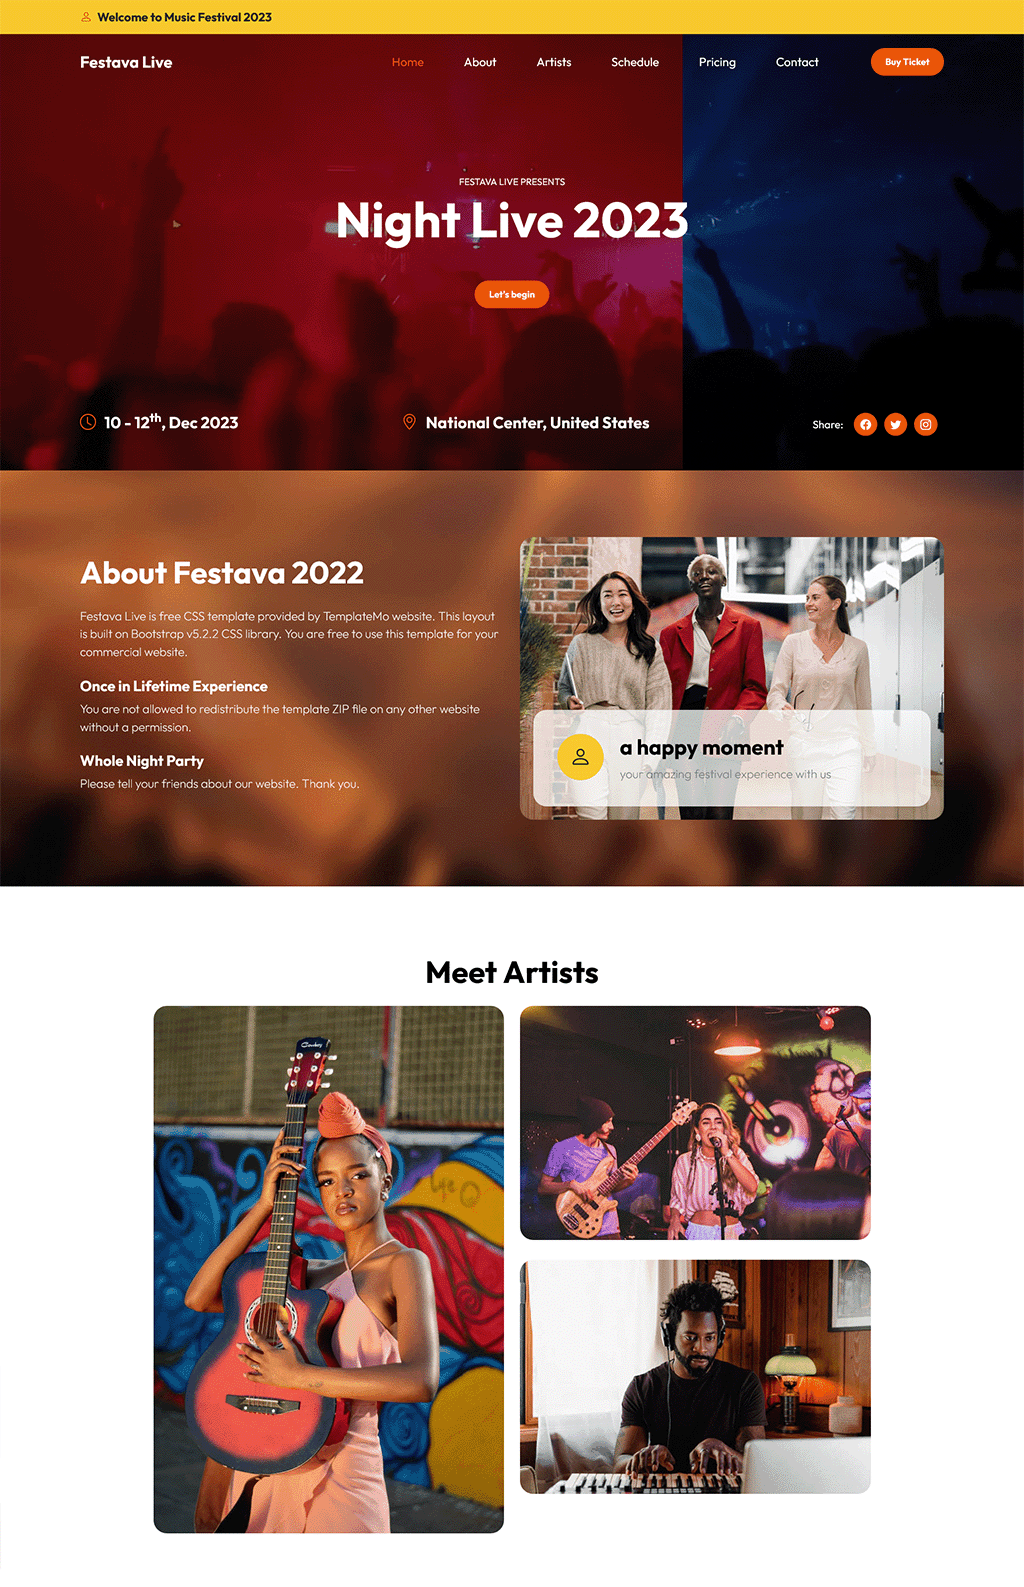 Welcome to Music Festival 2023
Festava Live
Home About Artists Schedule Pricing Contact
Buy Ticket
FESTAVA LIVE PRESENTS
Night Live 2023
Let's begin
10 - 12th, Dec 2023
National Center, United States
Share:
About Festava 2022
Festava Live is free CSS template provided by TemplateMo website. This layout
is built on Bootstrap v5.2.2 CSS library. You are free to use this template for your
commercial website.
Once in Lifetime Experience
You are not allowed to redistribute the template ZIP file on any other website
without a permission.
Whole Night Party
Please tell your friends about our website. Thank you.
a happy moment
your amazing festival experience with us
Meet Artists